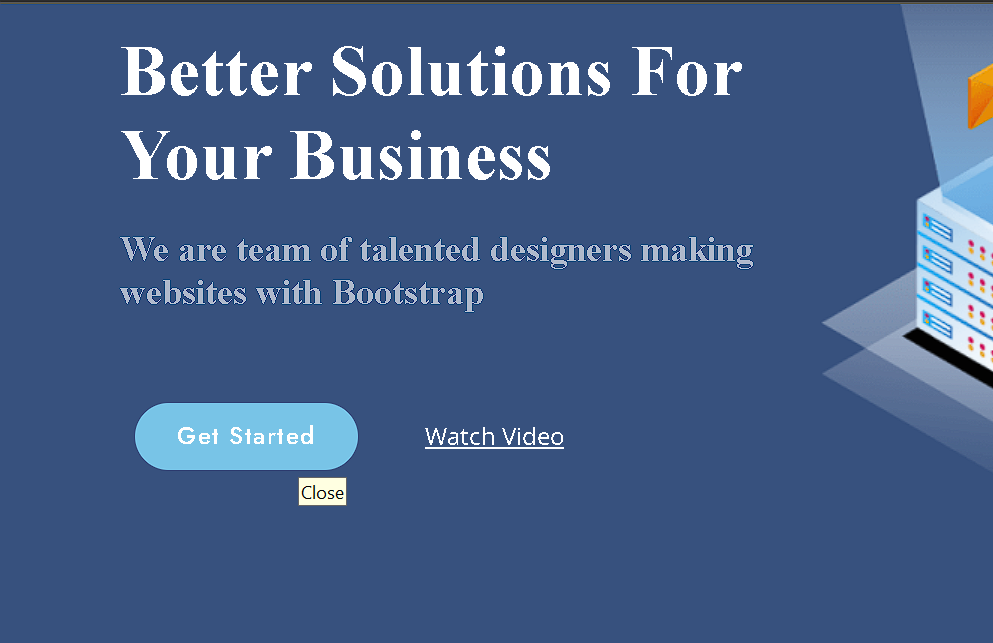 Better Solutions For
Your Business
We are team of talented designers making
websites with Bootstrap
Get Started
Watch Video
Close